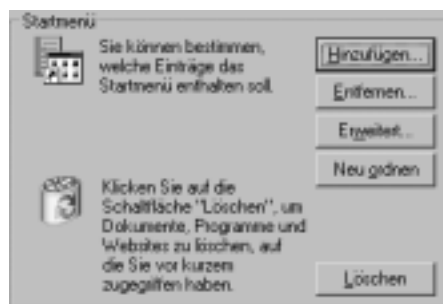 Startmenü
Sie können bestimmen,
welche Einträge das
Startmenü enthalten soll.
Hinzufügen...
Entfernen...
Erweitert...
Neu ordnen
Klicken Sie auf die
Schaltfläche "Löschen", um
Dokumente, Programme und
Websites zu löschen, auf
die Sie vor kurzem
zugegriffen haben.
Löschen